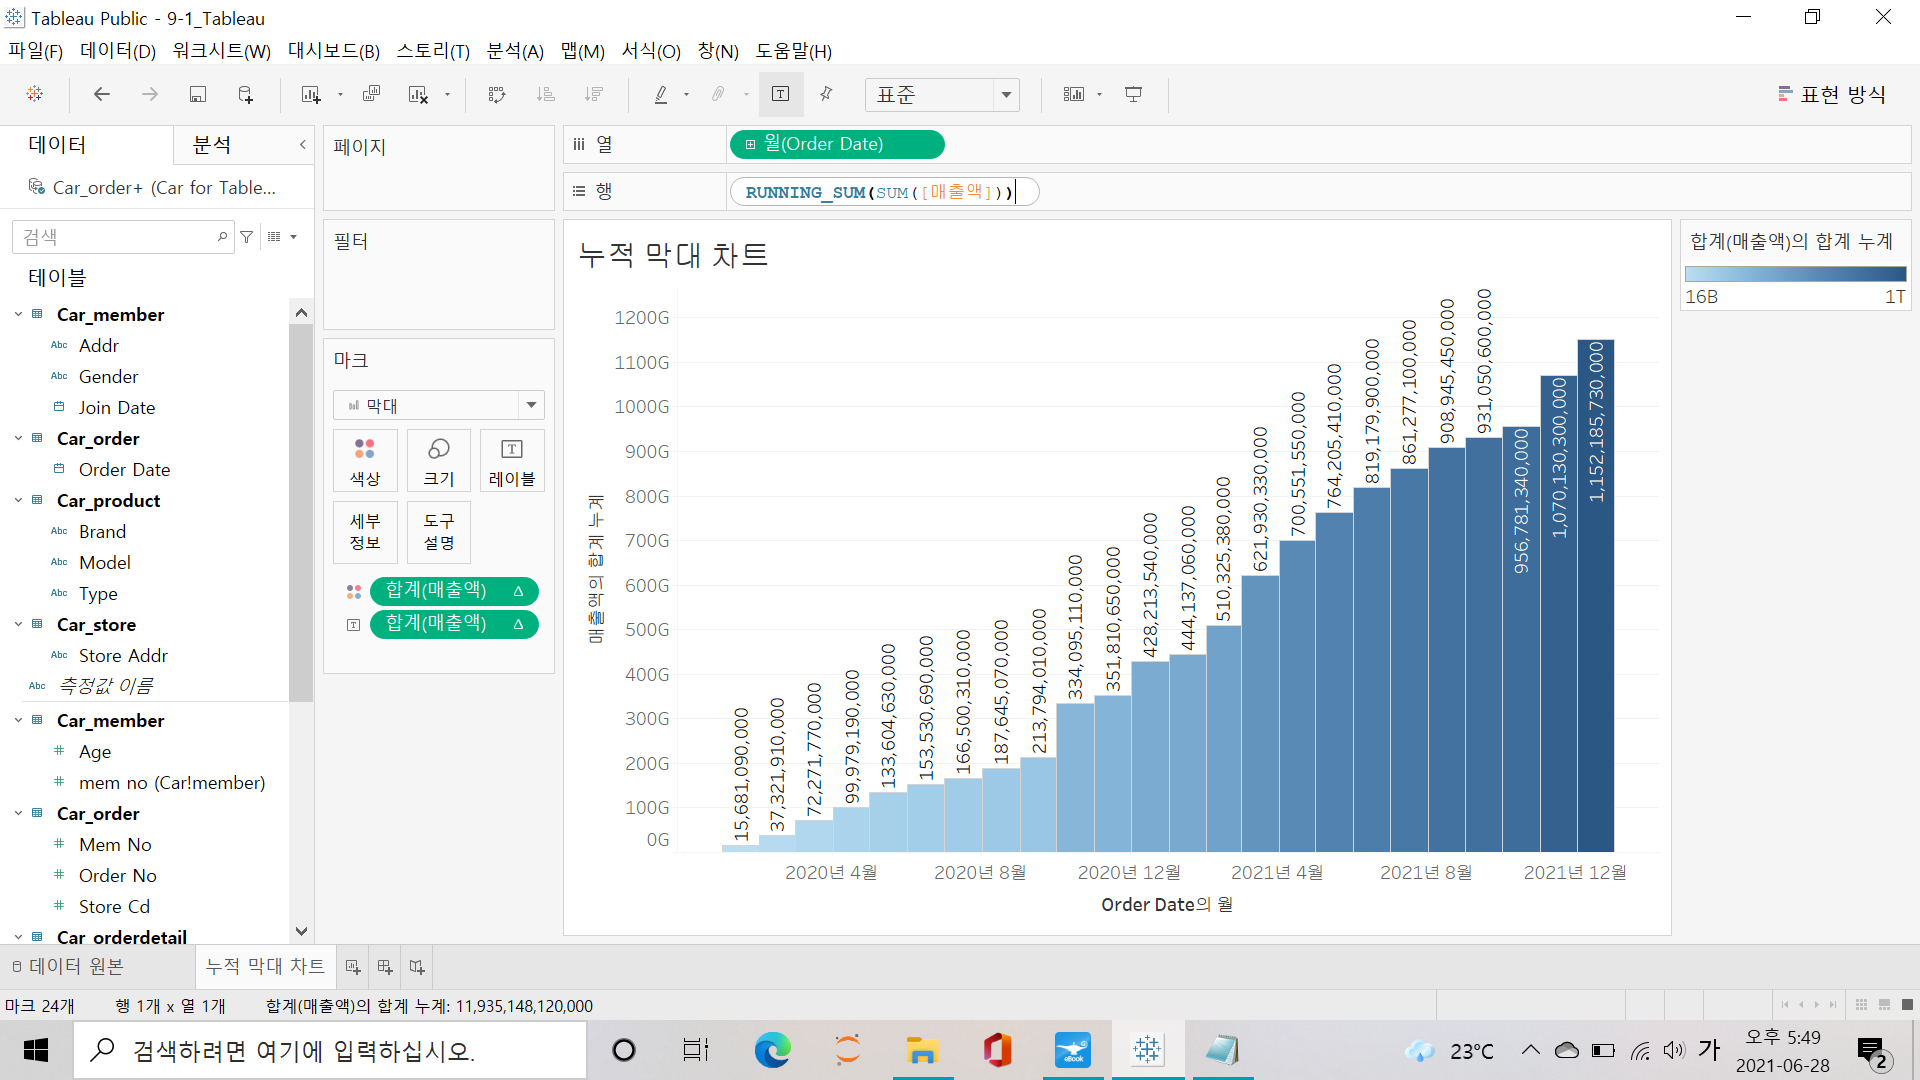 Tableau Public - 9-1_Tableau
파일(F) 데이터(D) 워크시트(W) 대시보드(B) 스토리(T) 분석(A) 맵(M) 서식(O) 창(N) 도움말(H)
표준
표현 방식
데이터 분석
Car_order+ (Car for Table...
검색
테이블
Car_member
Abc Addr
Abc Gender
Join Date
Car_order
Order Date
Car_product
Abc Brand
Abc Model
Abc Type
Car_store
Abc Store Addr
Abc 측정값 이름
Car_member
# Age
# mem no (Car!member)
Car_order
# Mem No
# Order No
# Store Cd
Car_orderdetail
페이지
필터
마크
막대
색상 크기 레이블
세부 정보
도구 설명
합계(매출액) Δ
합계(매출액) Δ
열 월(Order Date)
행 RUNNING_SUM(SUM([매출액]))
누적 막대 차트
매출액의 합계 누계
1200G
1100G
1000G
900G
800G
700G
600G
500G
400G
300G
200G
100G
0G
15,681,090,000
37,321,910,000
72,271,770,000
99,979,190,000
133,604,630,000
153,530,690,000
166,500,310,000
187,645,070,000
213,794,010,000
334,095,110,000
351,810,650,000
428,213,540,000
444,137,060,000
510,325,380,000
621,930,330,000
700,551,550,000
764,205,410,000
819,179,900,000
861,277,100,000
908,945,450,000
931,050,600,000
956,781,340,000
1,070,130,300,000
1,152,185,730,000
2020년 4월 2020년 8월 2020년 12월 2021년 4월 2021년 8월 2021년 12월
Order Date의 월
합계(매출액)의 합계 누계
16B 1T
데이터 원본 누적 막대 차트
마크 24개 행 1개 x 열 1개 합계(매출액)의 합계 누계: 11,935,148,120,000
검색하려면 여기에 입력하십시오.
eBook
23℃
가
오후 5:49
2021-06-28
2